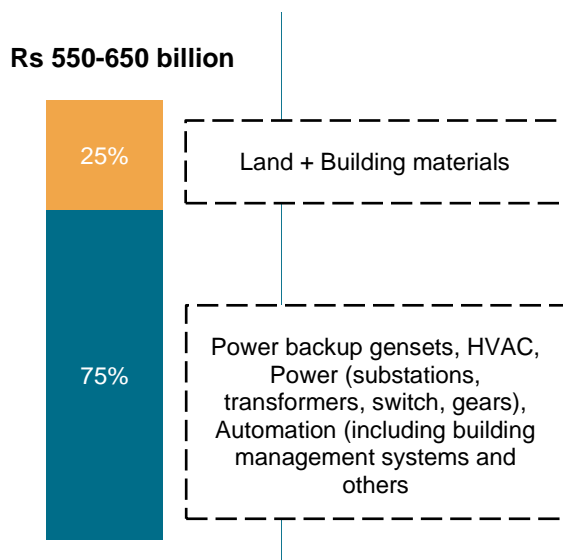 Rs 550-650 billion
25%
Land + Building materials
75%
Power backup gensets, HVAC,
Power (substations,
transformers, switch, gears),
Automation (including building
management systems and
others